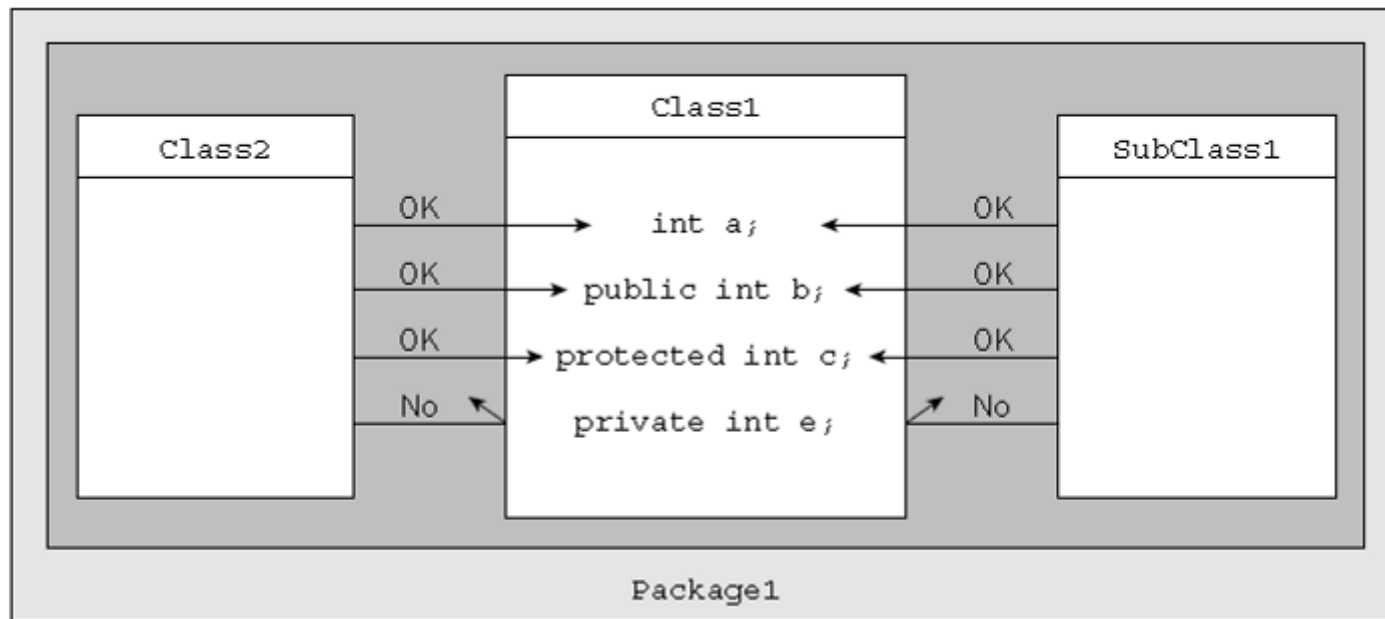 Class1
Class2
SubClass1
OK int a; OK
OK public int b; OK
OK protected int c; OK
No private int e; No
Package1